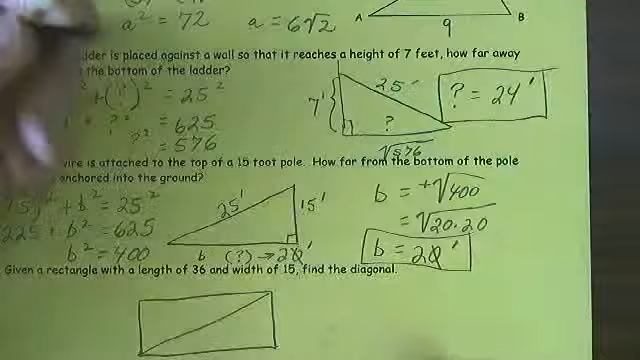 a² = 72 a = 6√2
A 9 B
dder is placed against a wall so that it reaches a height of 7 feet, how far away
the bottom of the ladder?
² + (?)² = 25²
+ ?² = 625
?² = 576
7' 25' ?
√576
? = 24'
wire is attached to the top of a 15 foot pole. How far from the bottom of the pole
anchored into the ground?
+ b² = 25²
225 + b² = 625
b² = 400
25' 15'
b (?) → 20'
b = +√400
= √20·20
b = 20'
Given a rectangle with a length of 36 and width of 15, find the diagonal.